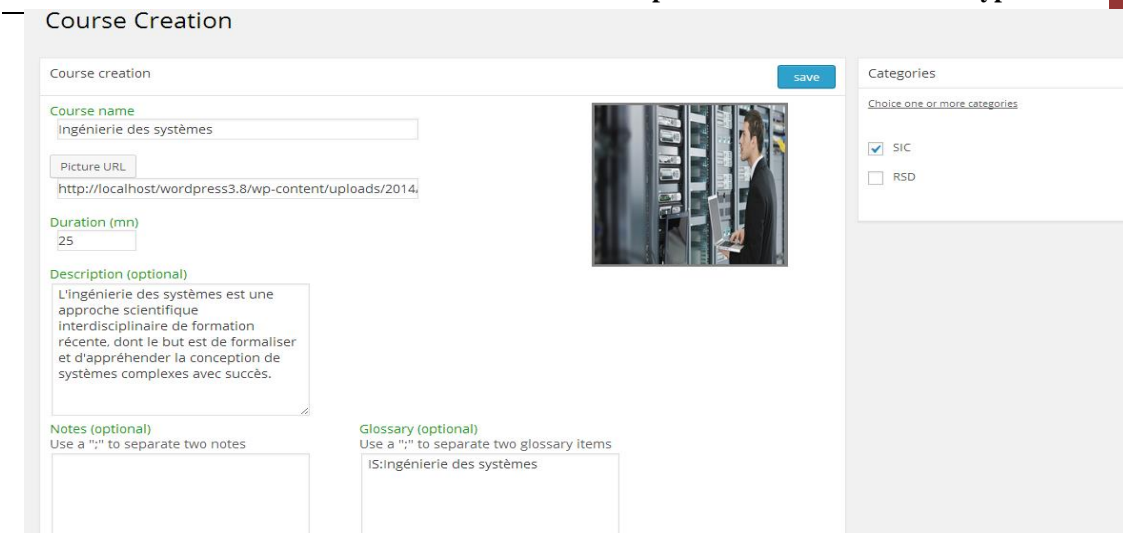 Course Creation
Course creation
save
Course name
Ingénierie des systèmes
Picture URL
http://localhost/wordpress3.8/wp-content/uploads/2014
Duration (mn)
25
Description (optional)
L'ingénierie des systèmes est une
approche scientifique
interdisciplinaire de formation
récente, dont le but est de formaliser
et d'appréhender la conception de
systèmes complexes avec succès.
Notes (optional)
Use a ";" to separate two notes
Glossary (optional)
Use a ";" to separate two glossary items
IS:Ingénierie des systèmes
Categories
Choice one or more categories
SIC
RSD